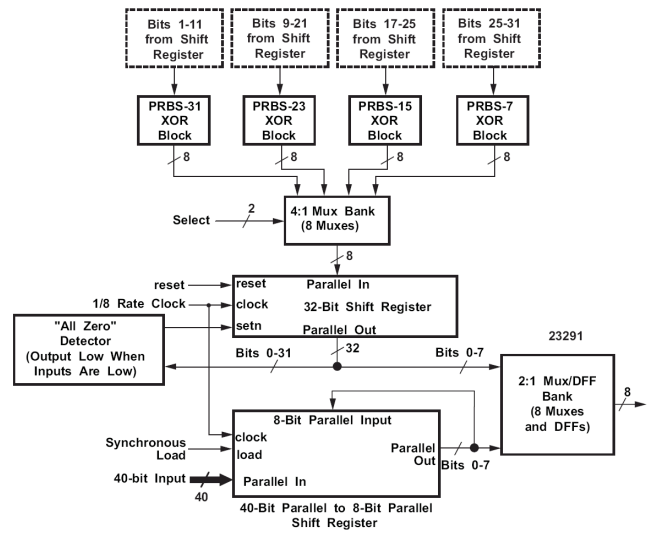 Bits 1-11
from Shift
Register
Bits 9-21
from Shift
Register
Bits 17-25
from Shift
Register
Bits 25-31
from Shift
Register
PRBS-31
XOR
Block
PRBS-23
XOR
Block
PRBS-15
XOR
Block
PRBS-7
XOR
Block
8
8
8
8
Select
2
4:1 Mux Bank
(8 Muxes)
8
reset
reset
Parallel In
1/8 Rate Clock
clock
32-Bit Shift Register
setn
Parallel Out
"All Zero"
Detector
(Output Low When
Inputs Are Low)
Bits 0-31
32
Bits 0-7
23291
2:1 Mux/DFF
Bank
(8 Muxes
and DFFs)
8
8-Bit Parallel Input
clock
Synchronous
Load
load
Parallel
Out
Bits 0-7
40-bit Input
40
Parallel In
40-Bit Parallel to 8-Bit Parallel
Shift Register